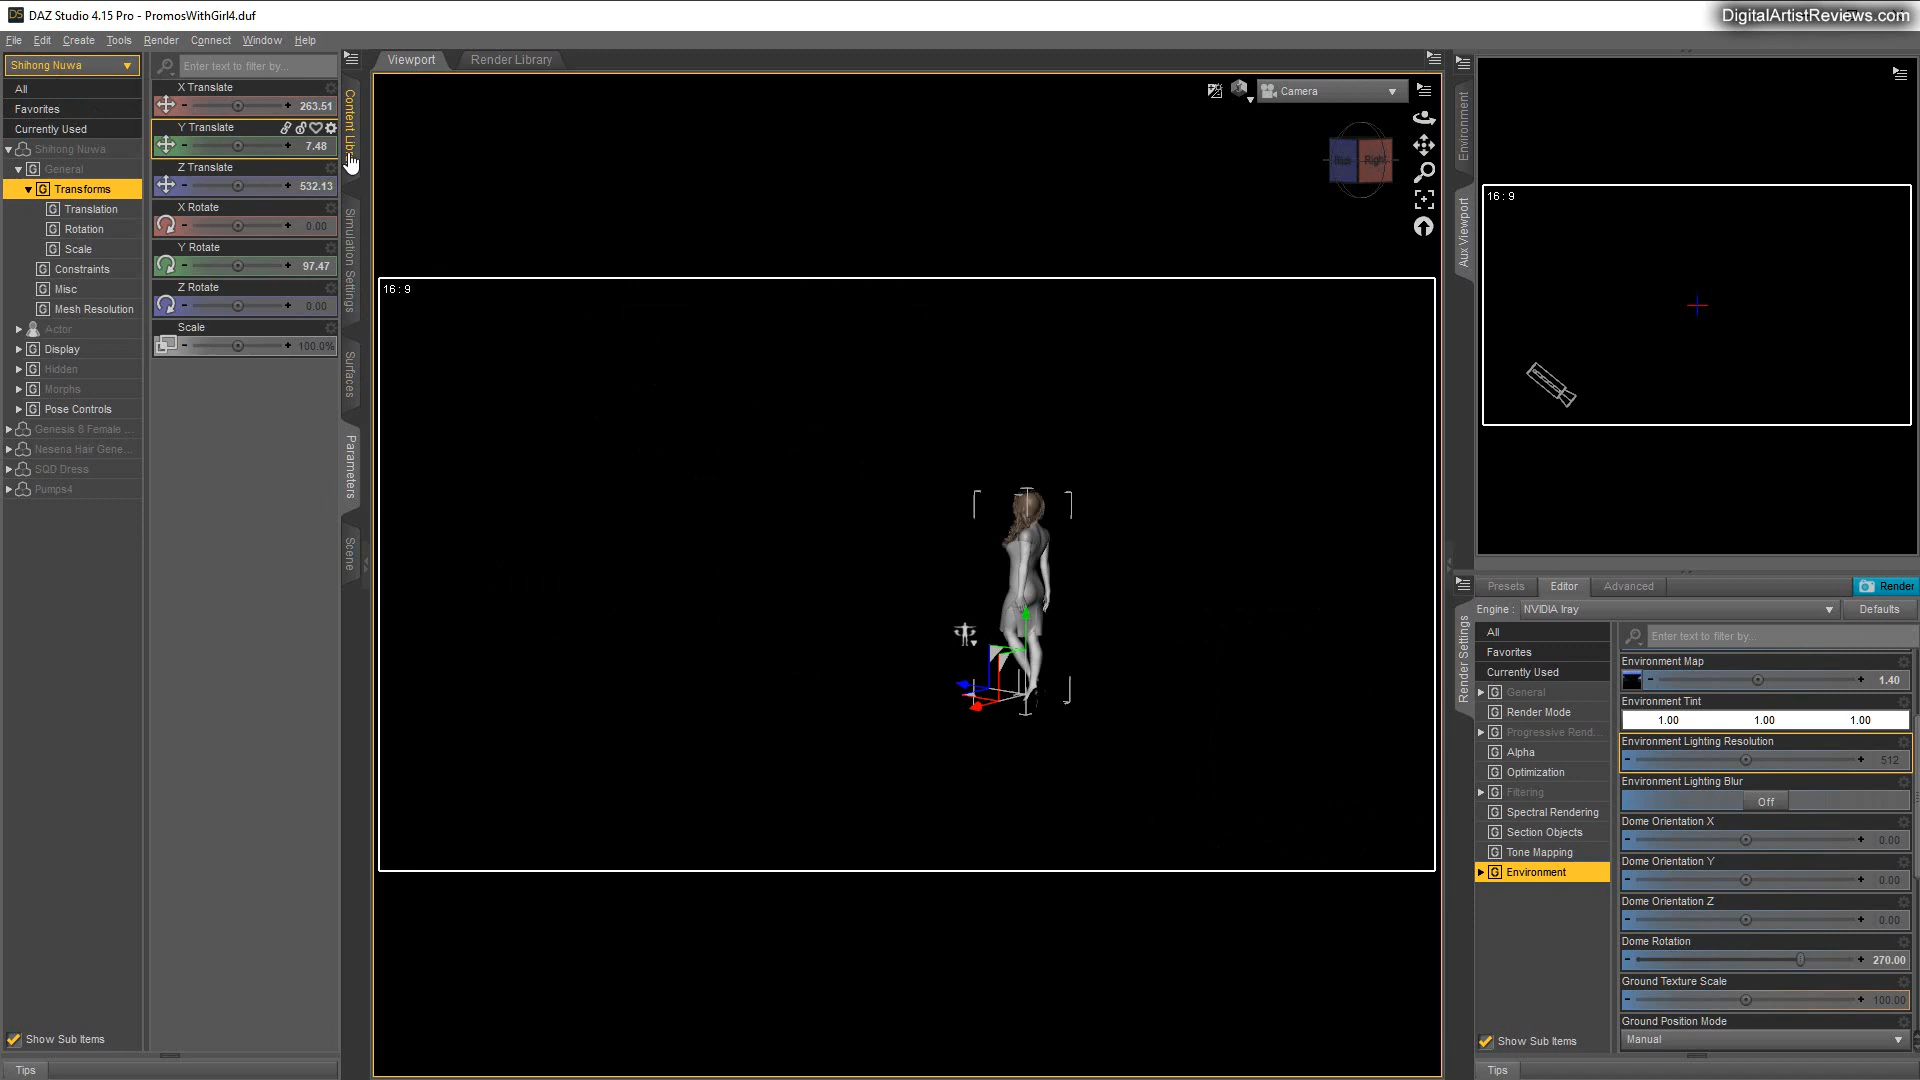 DAZ Studio 4.15 Pro - PromosWithGirl4.duf
DigitalArtistReviews.com
File Edit Create Tools Render Connect Window Help
Shihong Nuwa
All
Favorites
Currently Used
Shihong Nuwa
General
Transforms
Translation
Rotation
Scale
Constraints
Misc
Mesh Resolution
Actor
Display
Hidden
Morphs
Pose Controls
Genesis 8 Female ...
Nesena Hair Gene...
SQD Dress
Pumps4
Show Sub Items
Tips
Enter text to filter by...
X Translate
263.51
Y Translate
7.48
Z Translate
532.13
X Rotate
0.00
Y Rotate
97.47
Z Rotate
0.00
Scale
100.0%
Simulation Settings
Surfaces
Parameters
Scene
Viewport
Render Library
Camera
Right
16 : 9
Environment
Aux Viewport
16 : 9
Render Settings
Presets
Editor
Advanced
Render
Engine :
NVIDIA Iray
Defaults
All
Favorites
Currently Used
General
Render Mode
Progressive Rend...
Alpha
Optimization
Filtering
Spectral Rendering
Section Objects
Tone Mapping
Environment
Show Sub Items
Tips
Enter text to filter by...
Environment Map
1.40
Environment Tint
1.00 1.00 1.00
Environment Lighting Resolution
512
Environment Lighting Blur
Off
Dome Orientation X
0.00
Dome Orientation Y
0.00
Dome Orientation Z
0.00
Dome Rotation
270.00
Ground Texture Scale
100.00
Ground Position Mode
Manual